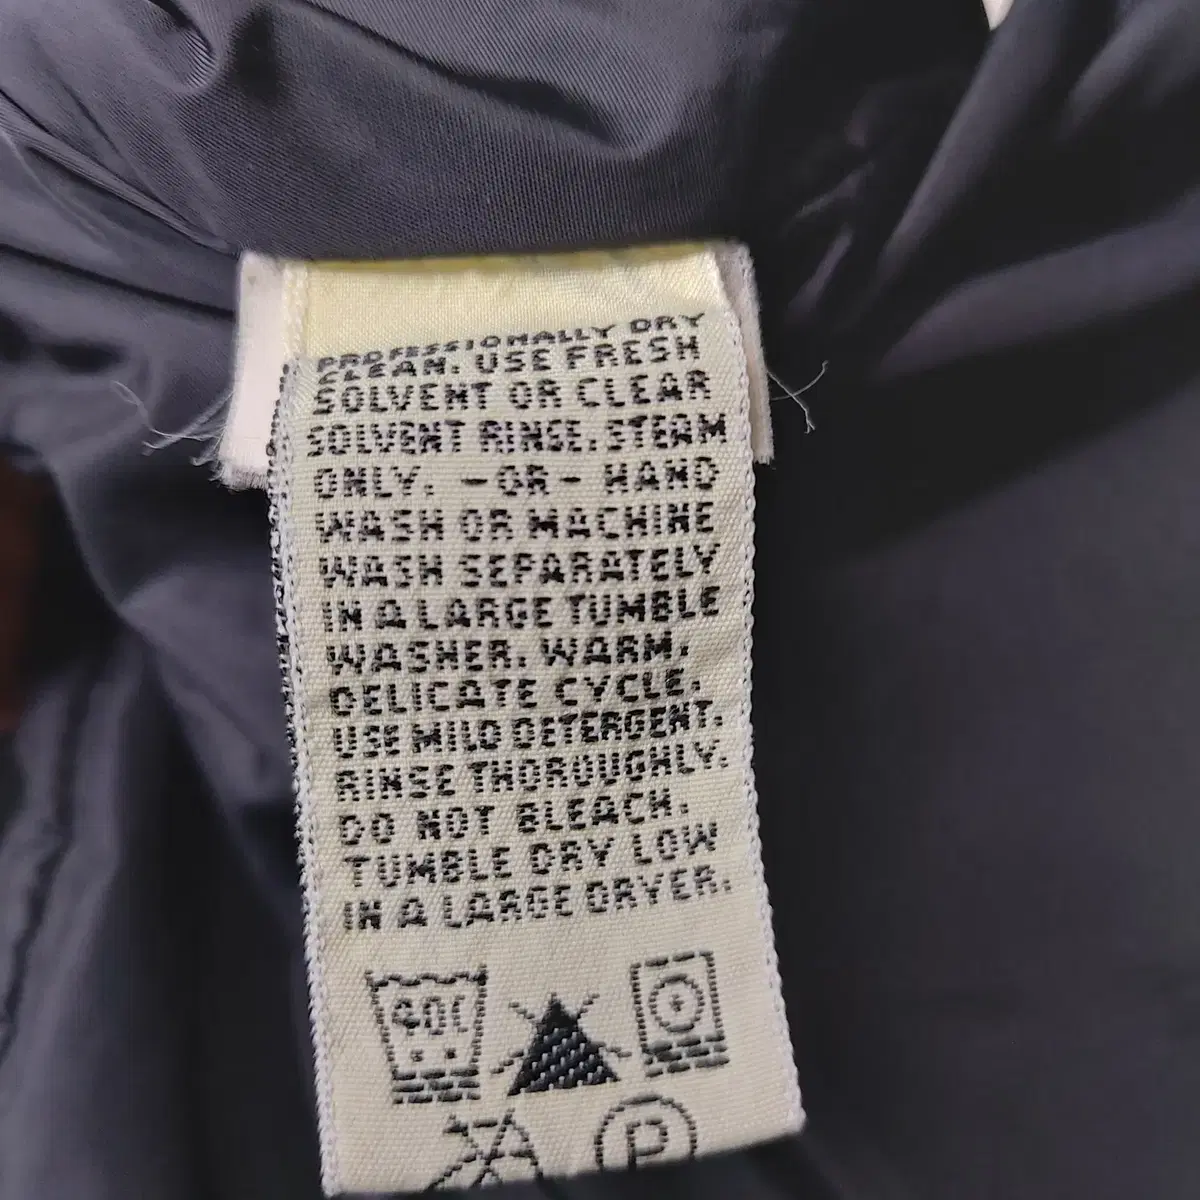 PROFESSIONALLY DRY
CLEAN. USE FRESH
SOLVENT OR CLEAR
SOLVENT RINSE. STEAM
ONLY. -OR- HAND
WASH OR MACHINE
WASH SEPARATELY
IN A LARGE TUMBLE
WASHER. WARM.
DELICATE CYCLE.
USE MILD DETERGENT.
RINSE THOROUGHLY.
DO NOT BLEACH.
TUMBLE DRY LOW
IN A LARGE DRYER.
40C
P